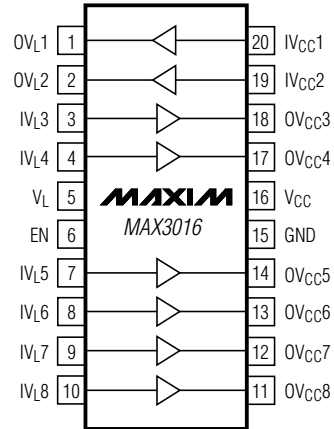 OVL1 1 20 IVCC1
OVL2 2 19 IVCC2
IVL3 3 18 OVCC3
IVL4 4 17 OVCC4
VL 5 MAXIM 16 VCC
EN 6 MAX3016 15 GND
IVL5 7 14 OVCC5
IVL6 8 13 OVCC6
IVL7 9 12 OVCC7
IVL8 10 11 OVCC8